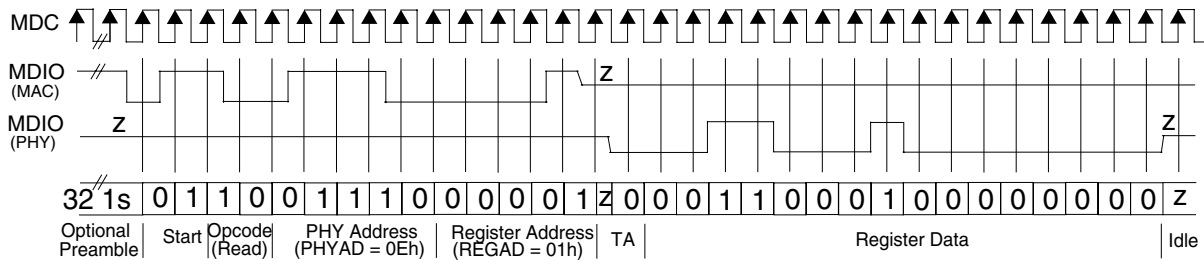 MDC
MDIO
(MAC)
z
MDIO
(PHY)
z
z
32 1s 0 1 1 0 0 1 1 1 0 0 0 0 0 1 z 0 0 0 1 1 0 0 0 1 0 0 0 0 0 0 0 0 z
Optional
Preamble
Start
Opcode
(Read)
PHY Address
(PHYAD = 0Eh)
Register Address
(REGAD = 01h)
TA
Register Data
Idle